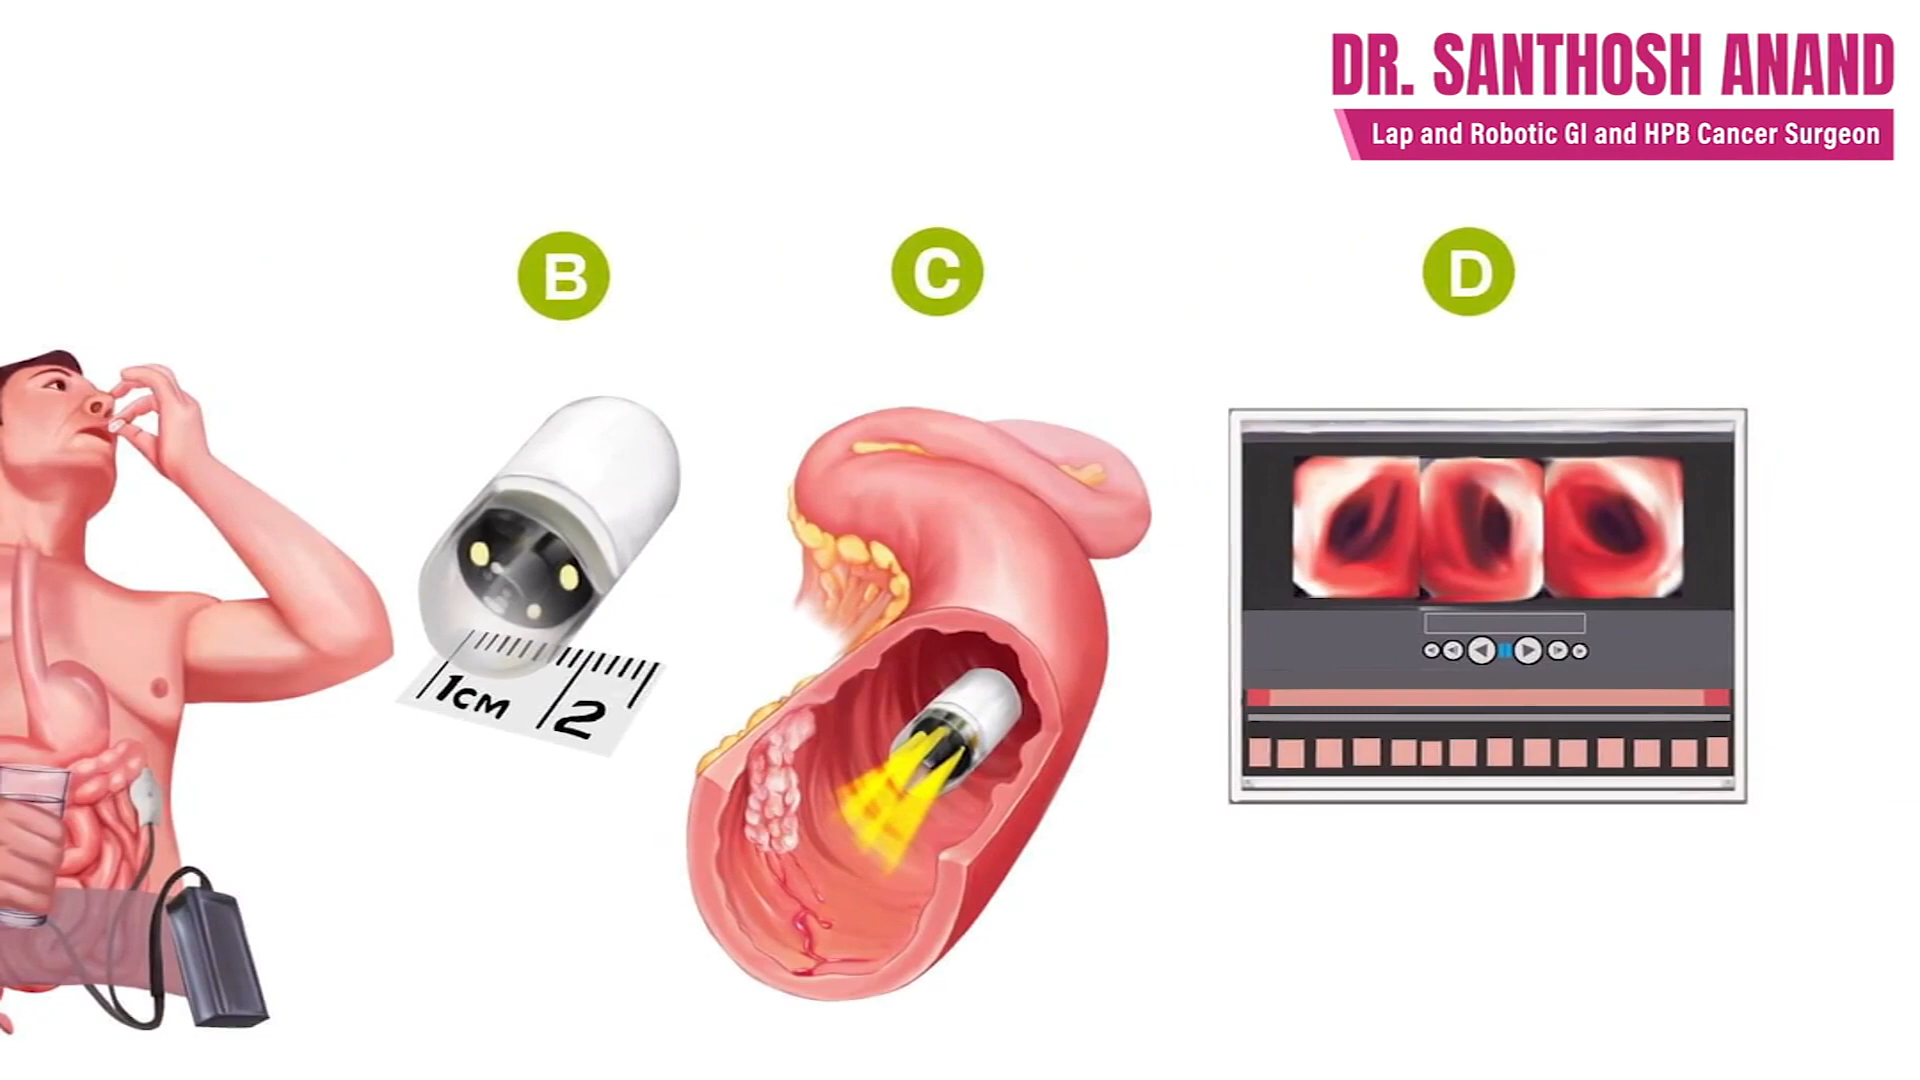 DR. SANTHOSH ANAND
Lap and Robotic GI and HPB Cancer Surgeon
B
C
D
1CM
2